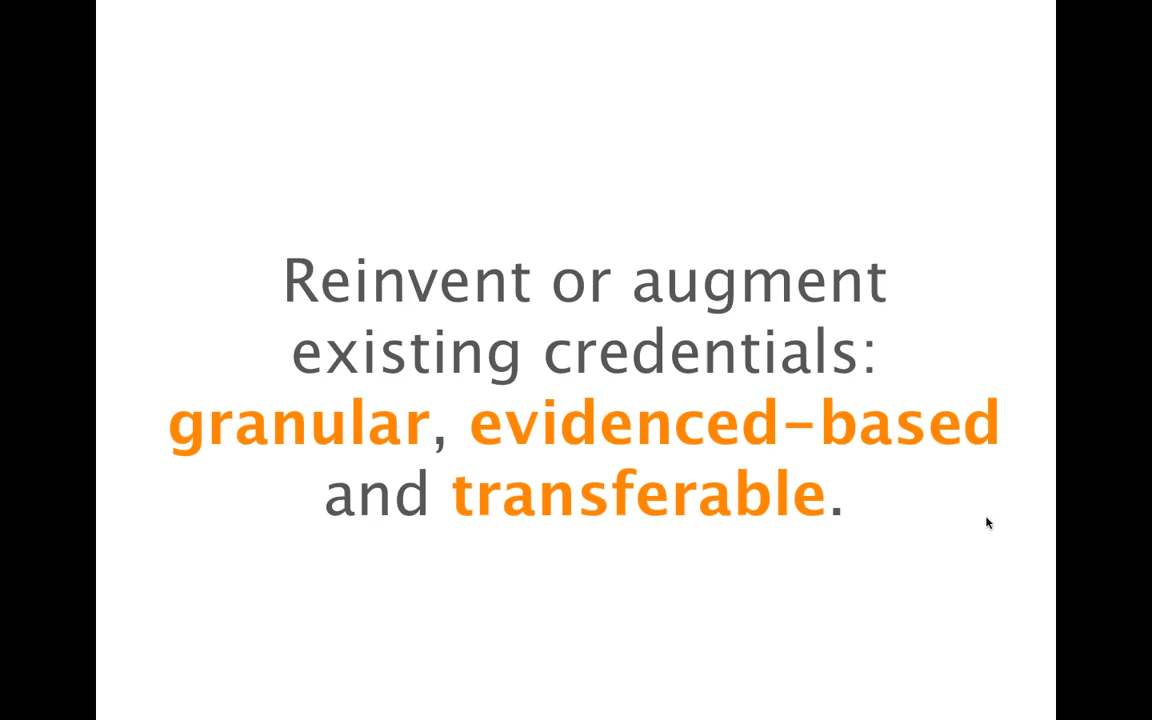 Reinvent or augment
existing credentials:
granular, evidenced-based
and transferable.